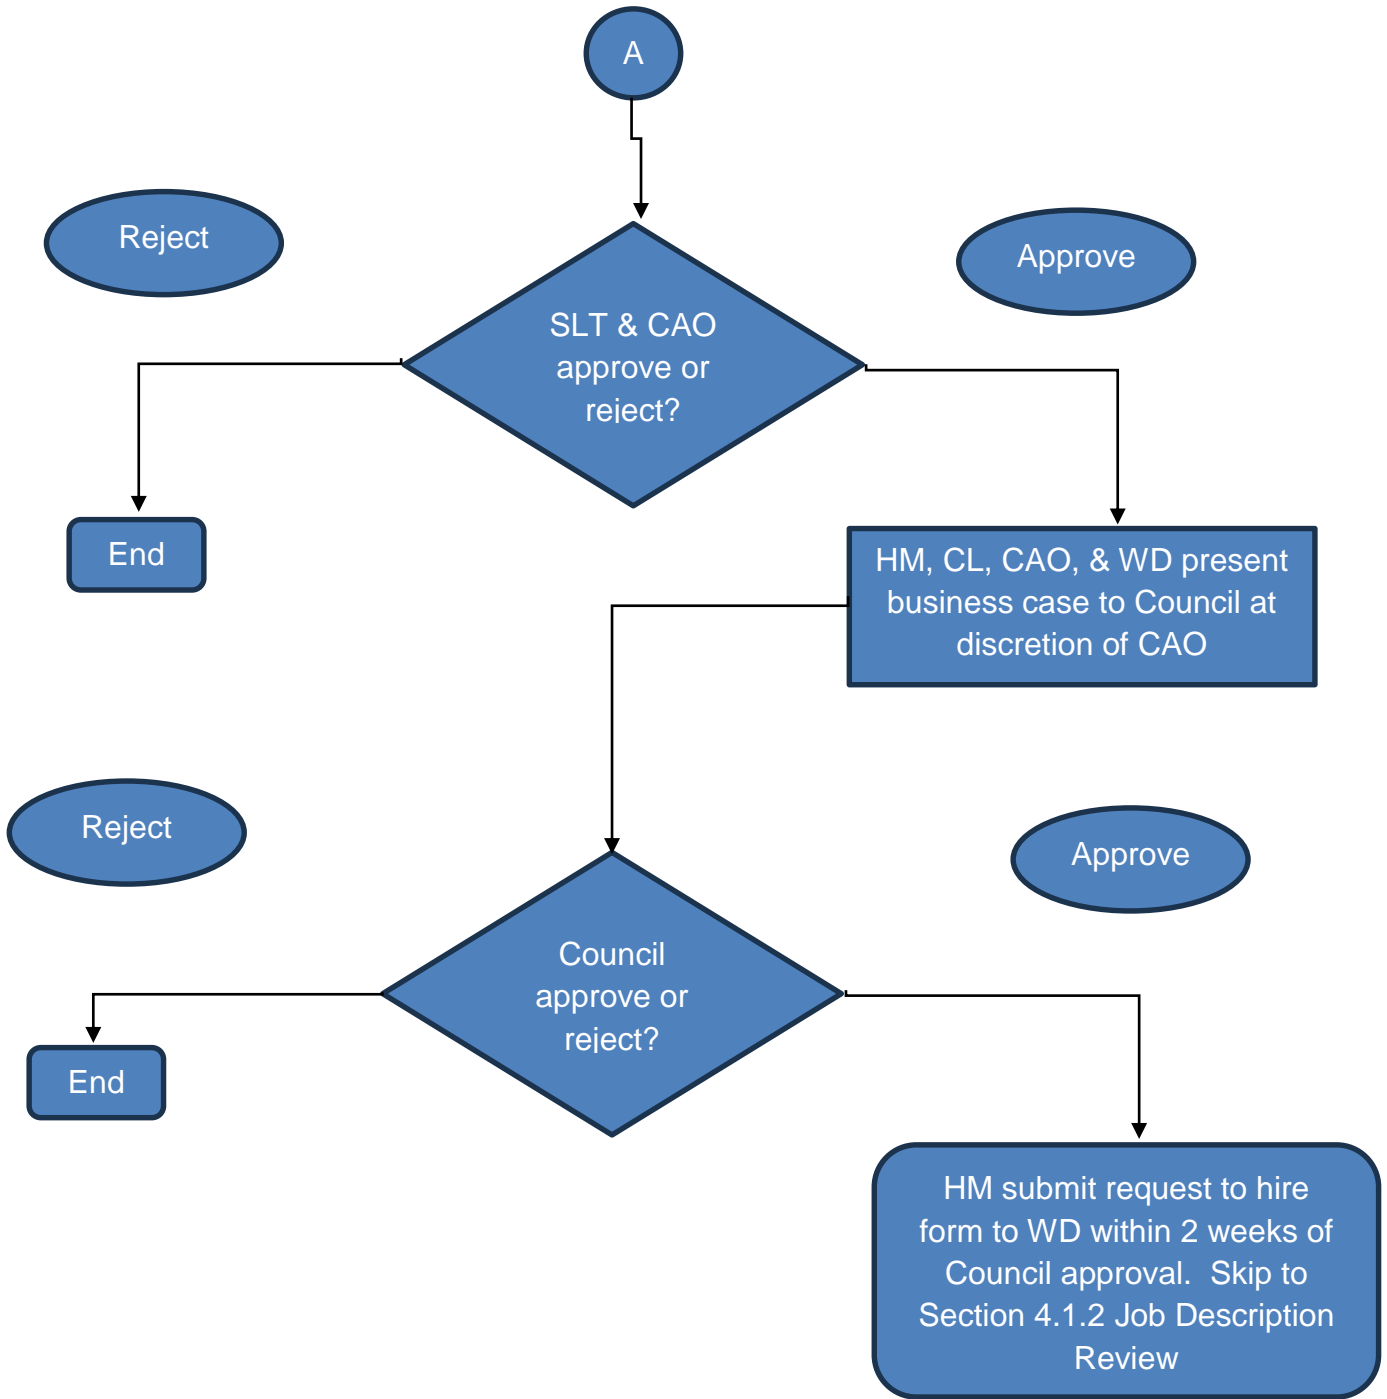 A
Reject
Approve
SLT & CAO
approve or
reject?
End
HM, CL, CAO, & WD present
business case to Council at
discretion of CAO
Reject
Approve
Council
approve or
reject?
End
HM submit request to hire
form to WD within 2 weeks of
Council approval.  Skip to
Section 4.1.2 Job Description
Review